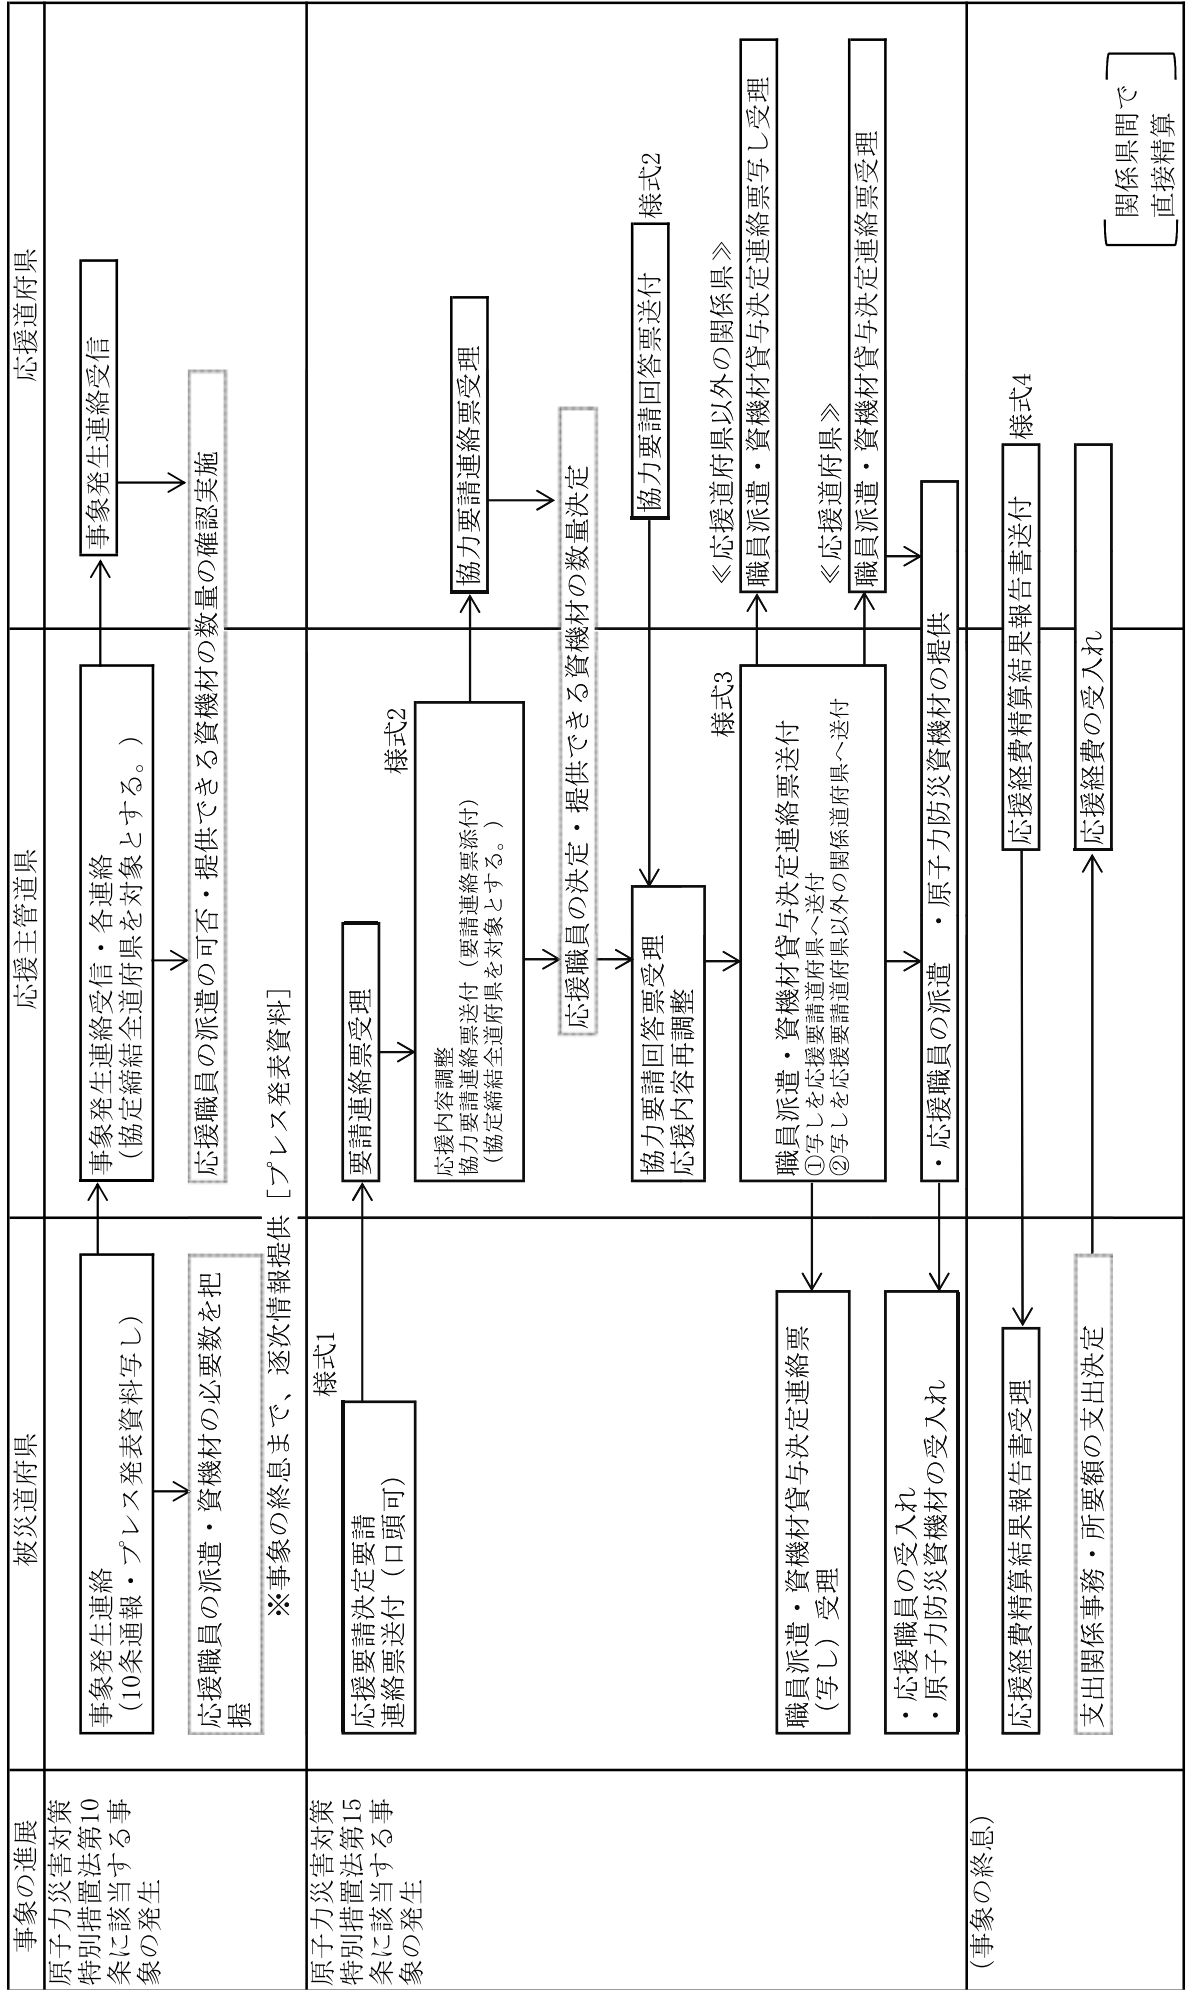 事象の進展
被災道府県
応援主管道県
応援道府県
原子力災害対策
特別措置法第10
条に該当する事
象の発生
事象発生連絡
(10条通報・プレス発表資料写し)
事象発生連絡受信・各連絡
(協定締結全道府県を対象とする。)
事象発生連絡受信
応援職員の派遣・資機材の必要数を把
握
応援職員の派遣の可否・提供できる資機材の数量の確認実施
※事象の終息まで、逐次情報提供[プレス発表資料]
原子力災害対策
特別措置法第15
条に該当する事
象の発生
様式1
応援要請決定要請
連絡票送付(口頭可)
要請連絡票受理
様式2
応援内容調整
協力要請連絡票送付(要請連絡票添付)
(協定締結全道府県を対象とする。)
協力要請連絡票受理
応援職員の決定・提供できる資機材の数量決定
協力要請回答票受理
応援内容再調整
協力要請回答票送付
様式2
様式3
職員派遣・資機材貸与決定連絡票送付
①写しを応援要請道府県へ送付
②写しを応援要請道府県以外の関係道府県へ送付
≪応援道府県以外の関係県≫
職員派遣・資機材貸与決定連絡票写し受理
≪応援道府県≫
職員派遣・資機材貸与決定連絡票受理
職員派遣・資機材貸与決定連絡票
(写し)受理
・応援職員の受入れ
・原子力防災資機材の受入れ
・応援職員の派遣 ・原子力防災資機材の提供
(事象の終息)
応援経費精算結果報告書受理
応援経費精算結果報告書送付
様式4
支出関係事務・所要額の支出決定
応援経費の受入れ
関係県間で
直接精算